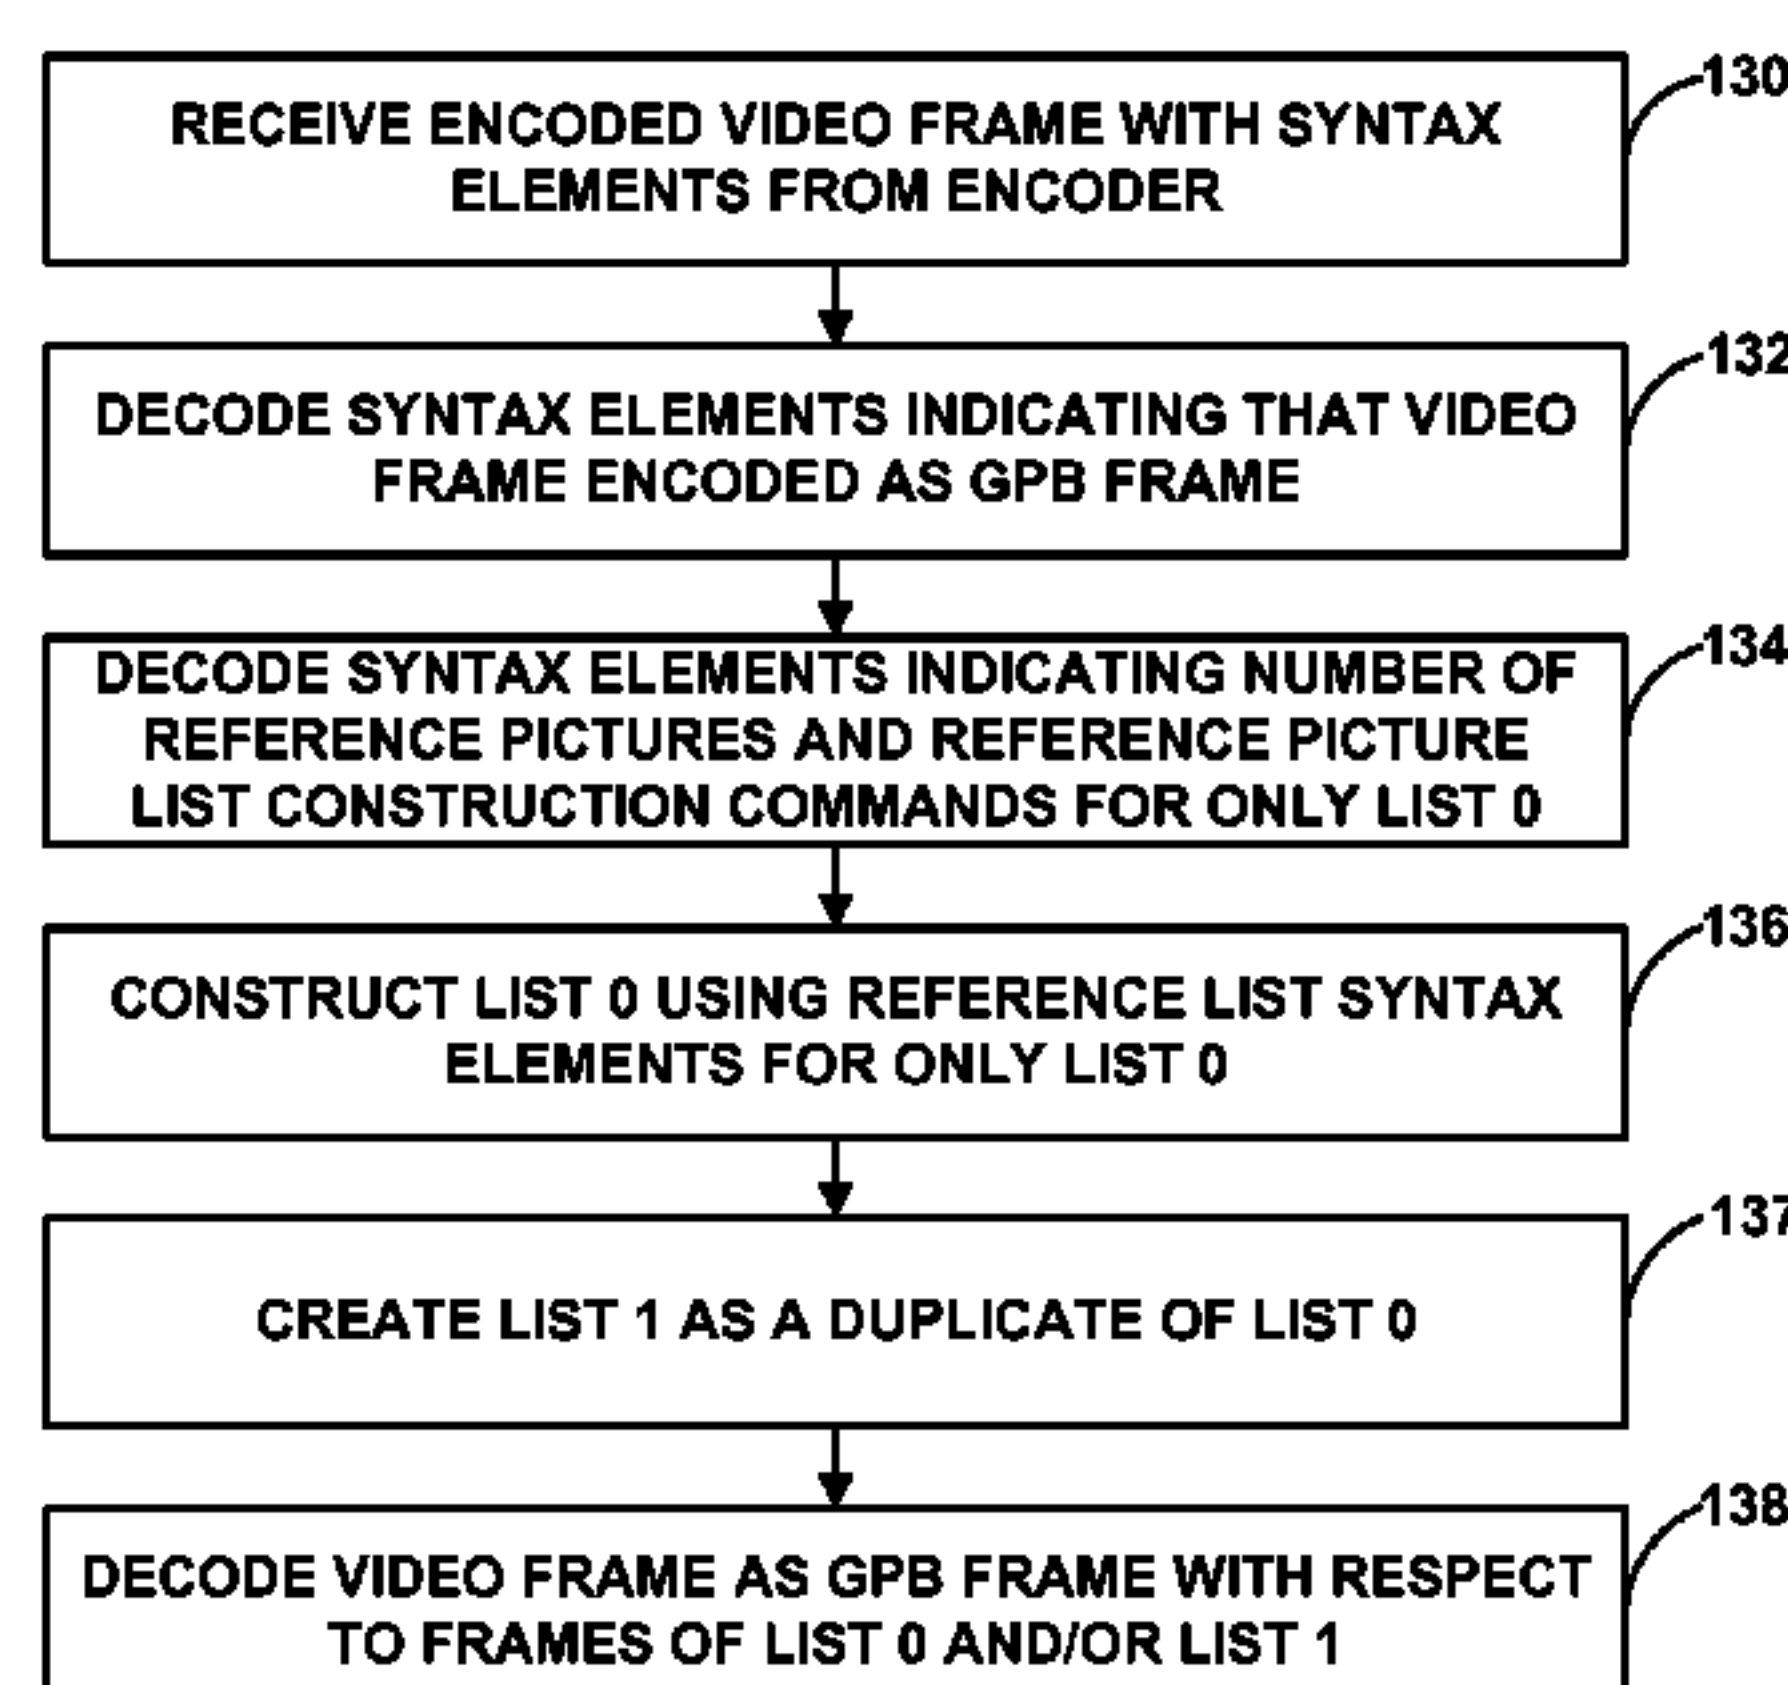 130
RECEIVE ENCODED VIDEO FRAME WITH SYNTAX
ELEMENTS FROM ENCODER
132
DECODE SYNTAX ELEMENTS INDICATING THAT VIDEO
FRAME ENCODED AS GPB FRAME
134
DECODE SYNTAX ELEMENTS INDICATING NUMBER OF
REFERENCE PICTURES AND REFERENCE PICTURE
LIST CONSTRUCTION COMMANDS FOR ONLY LIST 0
136
CONSTRUCT LIST 0 USING REFERENCE LIST SYNTAX
ELEMENTS FOR ONLY LIST 0
137
CREATE LIST 1 AS A DUPLICATE OF LIST 0
138
DECODE VIDEO FRAME AS GPB FRAME WITH RESPECT
TO FRAMES OF LIST 0 AND/OR LIST 1